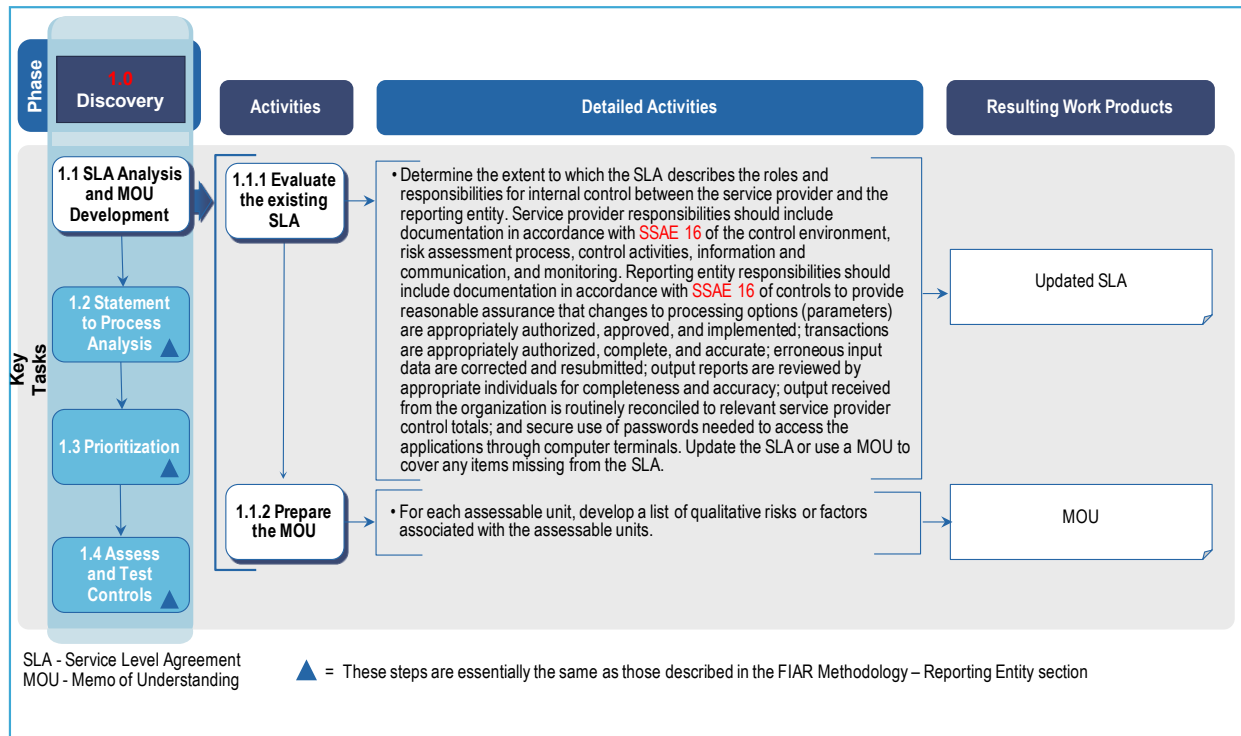 Phase
1.0
Discovery
Activities
Detailed Activities
Resulting Work Products
Key
Tasks
1.1 SLA Analysis
and MOU
Development
1.2 Statement
to Process
Analysis
1.3 Prioritization
1.4 Assess
and Test
Controls
1.1.1 Evaluate
the existing
SLA
• Determine the extent to which the SLA describes the roles and
responsibilities for internal control between the service provider and the
reporting entity. Service provider responsibilities should include
documentation in accordance with SSAE 16 of the control environment,
risk assessment process, control activities, information and
communication, and monitoring. Reporting entity responsibilities should
include documentation in accordance with SSAE 16 of controls to provide
reasonable assurance that changes to processing options (parameters)
are appropriately authorized, approved, and implemented; transactions
are appropriately authorized, complete, and accurate; erroneous input
data are corrected and resubmitted; output reports are reviewed by
appropriate individuals for completeness and accuracy; output received
from the organization is routinely reconciled to relevant service provider
control totals; and secure use of passwords needed to access the
applications through computer terminals. Update the SLA or use a MOU to
cover any items missing from the SLA.
Updated SLA
1.1.2 Prepare
the MOU
• For each assessable unit, develop a list of qualitative risks or factors
associated with the assessable units.
MOU
SLA - Service Level Agreement
MOU - Memo of Understanding
= These steps are essentially the same as those described in the FIAR Methodology – Reporting Entity section